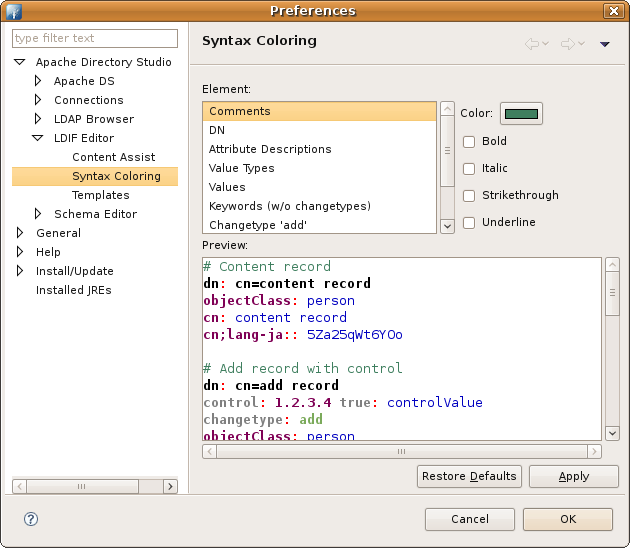 Preferences
type filter text
Apache Directory Studio
Apache DS
Connections
LDAP Browser
LDIF Editor
Content Assist
Syntax Coloring
Templates
Schema Editor
General
Help
Install/Update
Installed JREs
Syntax Coloring
Element:
Comments
DN
Attribute Descriptions
Value Types
Values
Keywords (w/o changetypes)
Changetype 'add'
Color:
Bold
Italic
Strikethrough
Underline
Preview:
# Content record
dn: cn=content record
objectClass: person
cn: content record
cn;lang-ja:: 5Za25qWt6YOo

# Add record with control
dn: cn=add record
control: 1.2.3.4 true: controlValue
changetype: add
objectClass: person
Restore Defaults
Apply
?
Cancel
OK